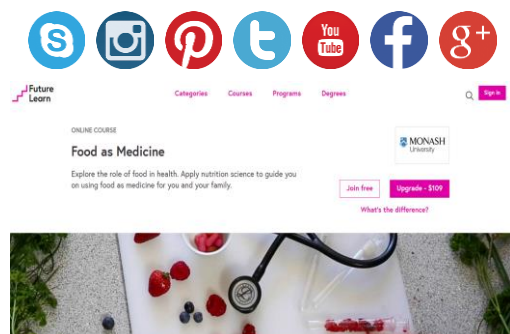 You
Tube
g+
Future
Learn
Categories Courses Programs Degrees
Sign in
ONLINE COURSE
Food as Medicine
MONASH
University
Explore the role of food in health. Apply nutrition science to guide you
on using food as medicine for you and your family.
Join free
Upgrade - $109
What's the difference?